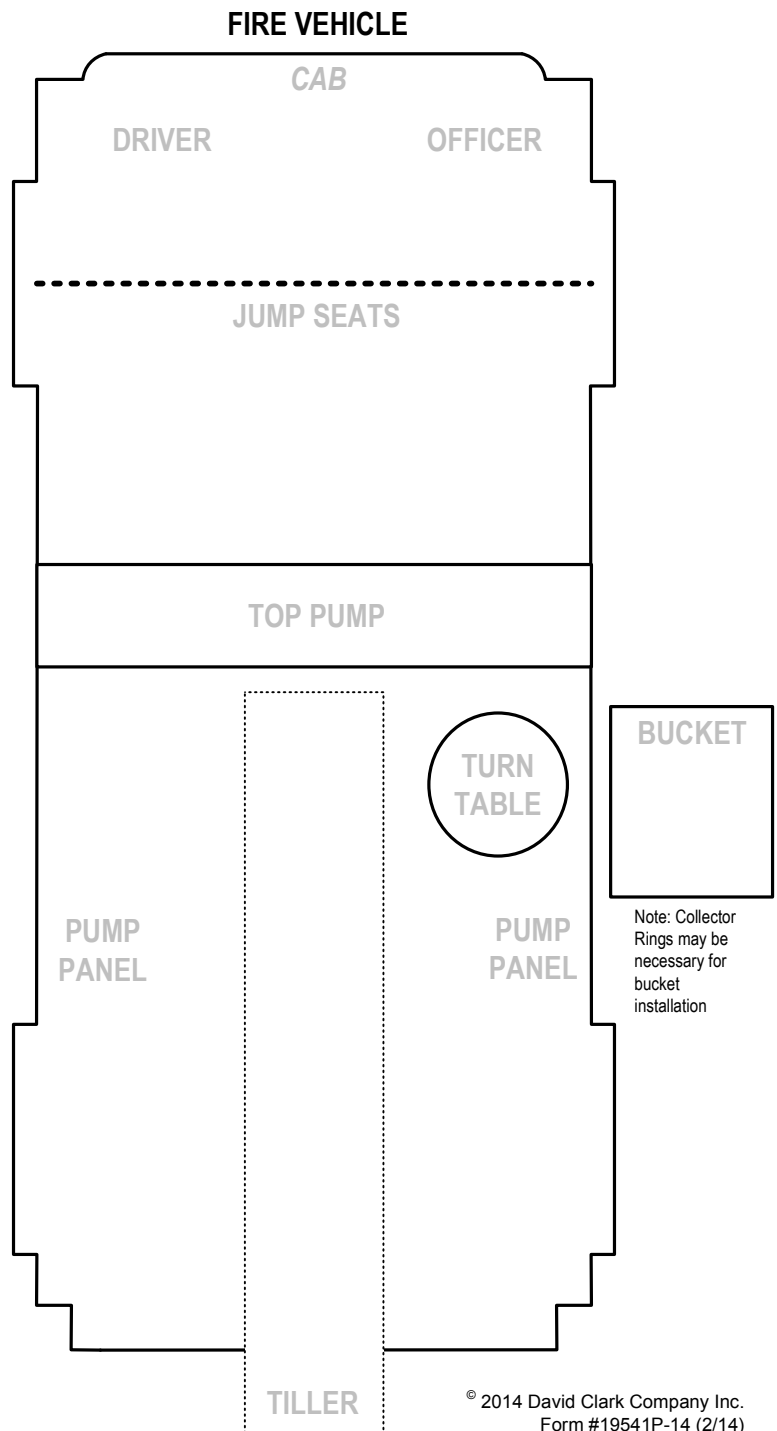 FIRE VEHICLE
CAB
DRIVER
OFFICER
JUMP SEATS
TOP PUMP
TURN
TABLE
BUCKET
Note: Collector
Rings may be
necessary for
bucket
installation
PUMP
PANEL
PUMP
PANEL
TILLER
© 2014 David Clark Company Inc.
Form #19541P-14 (2/14)